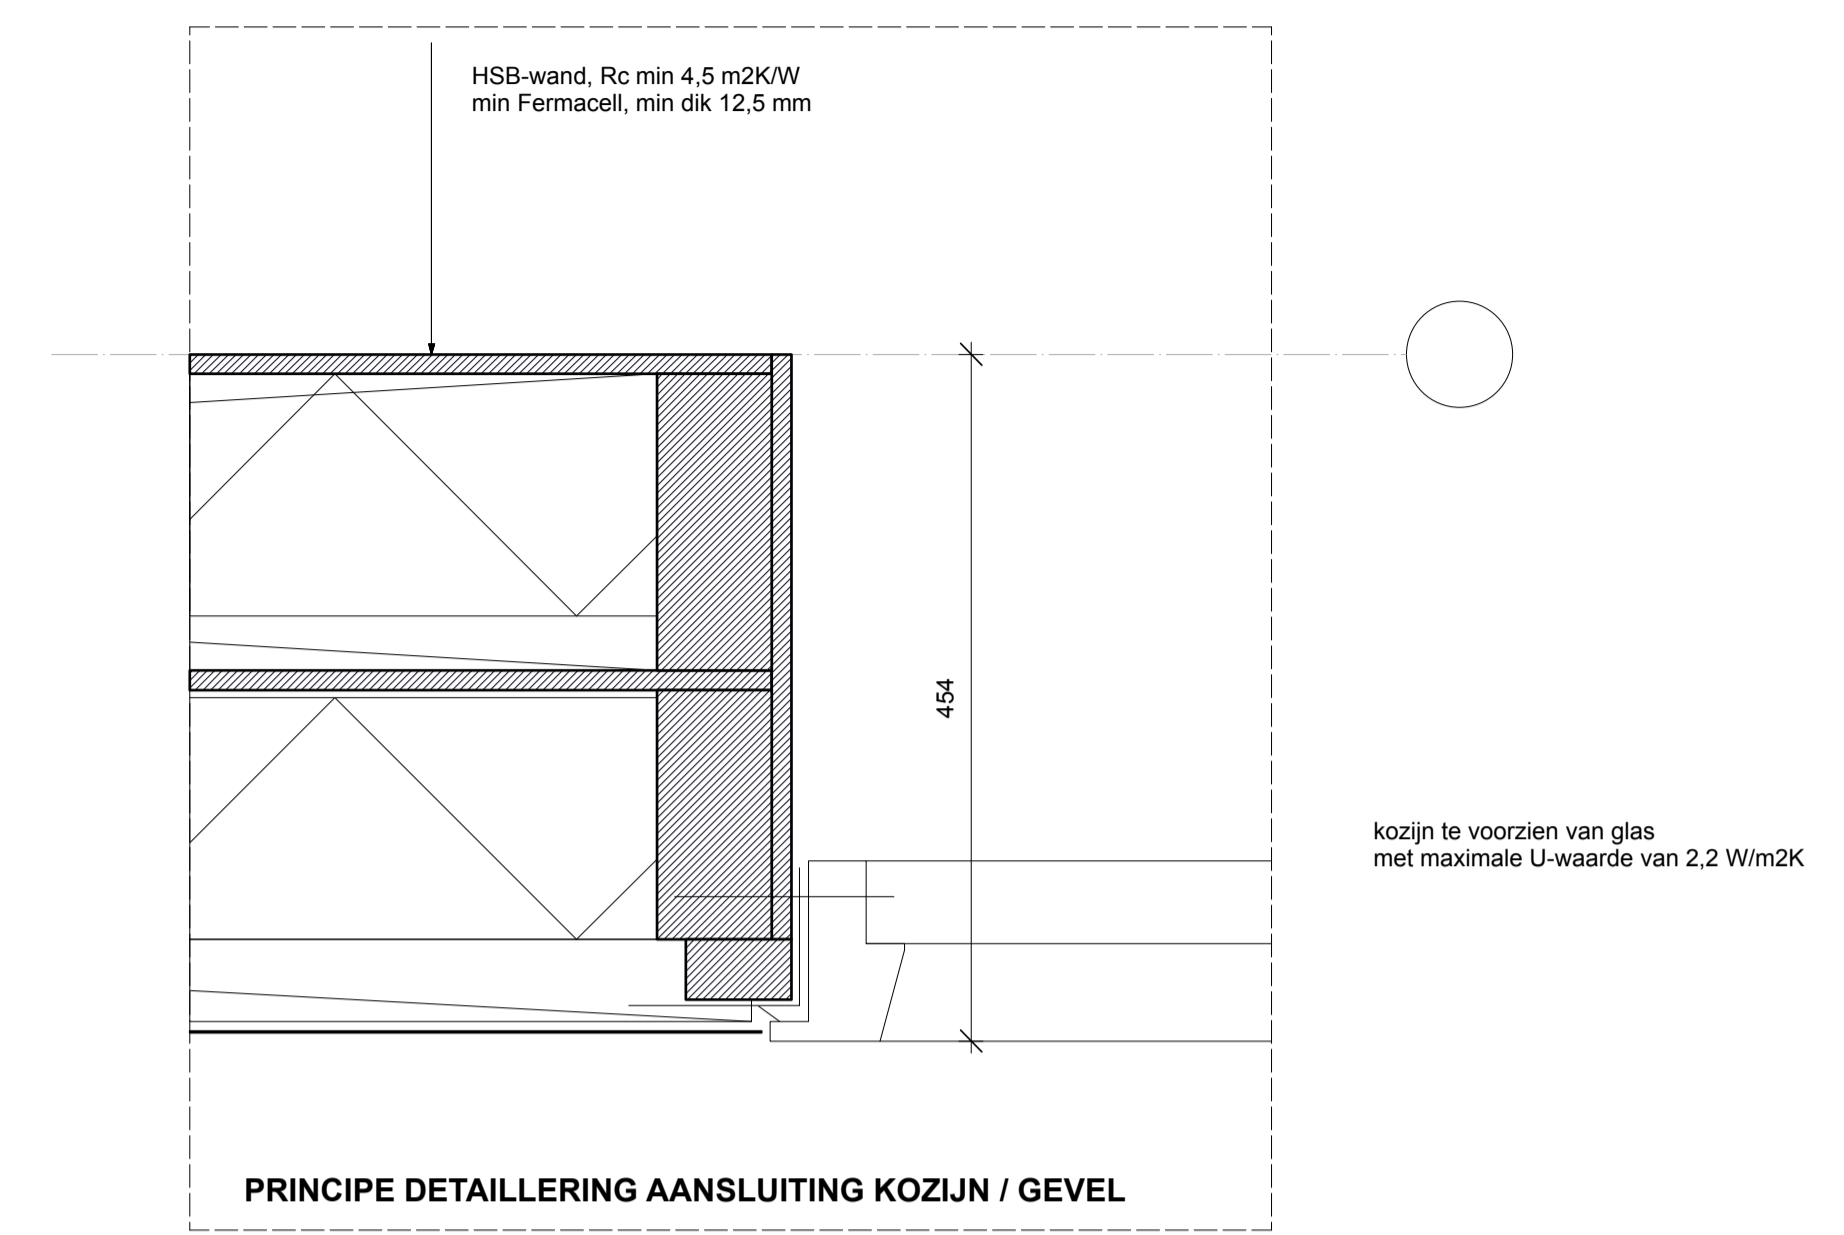 HSB-wand, Rc min 4,5 m2K/W
min Fermacell, min dik 12,5 mm
454
kozijn te voorzien van glas
met maximale U-waarde van 2,2 W/m2K
PRINCIPE DETAILLERING AANSLUITING KOZIJN / GEVEL